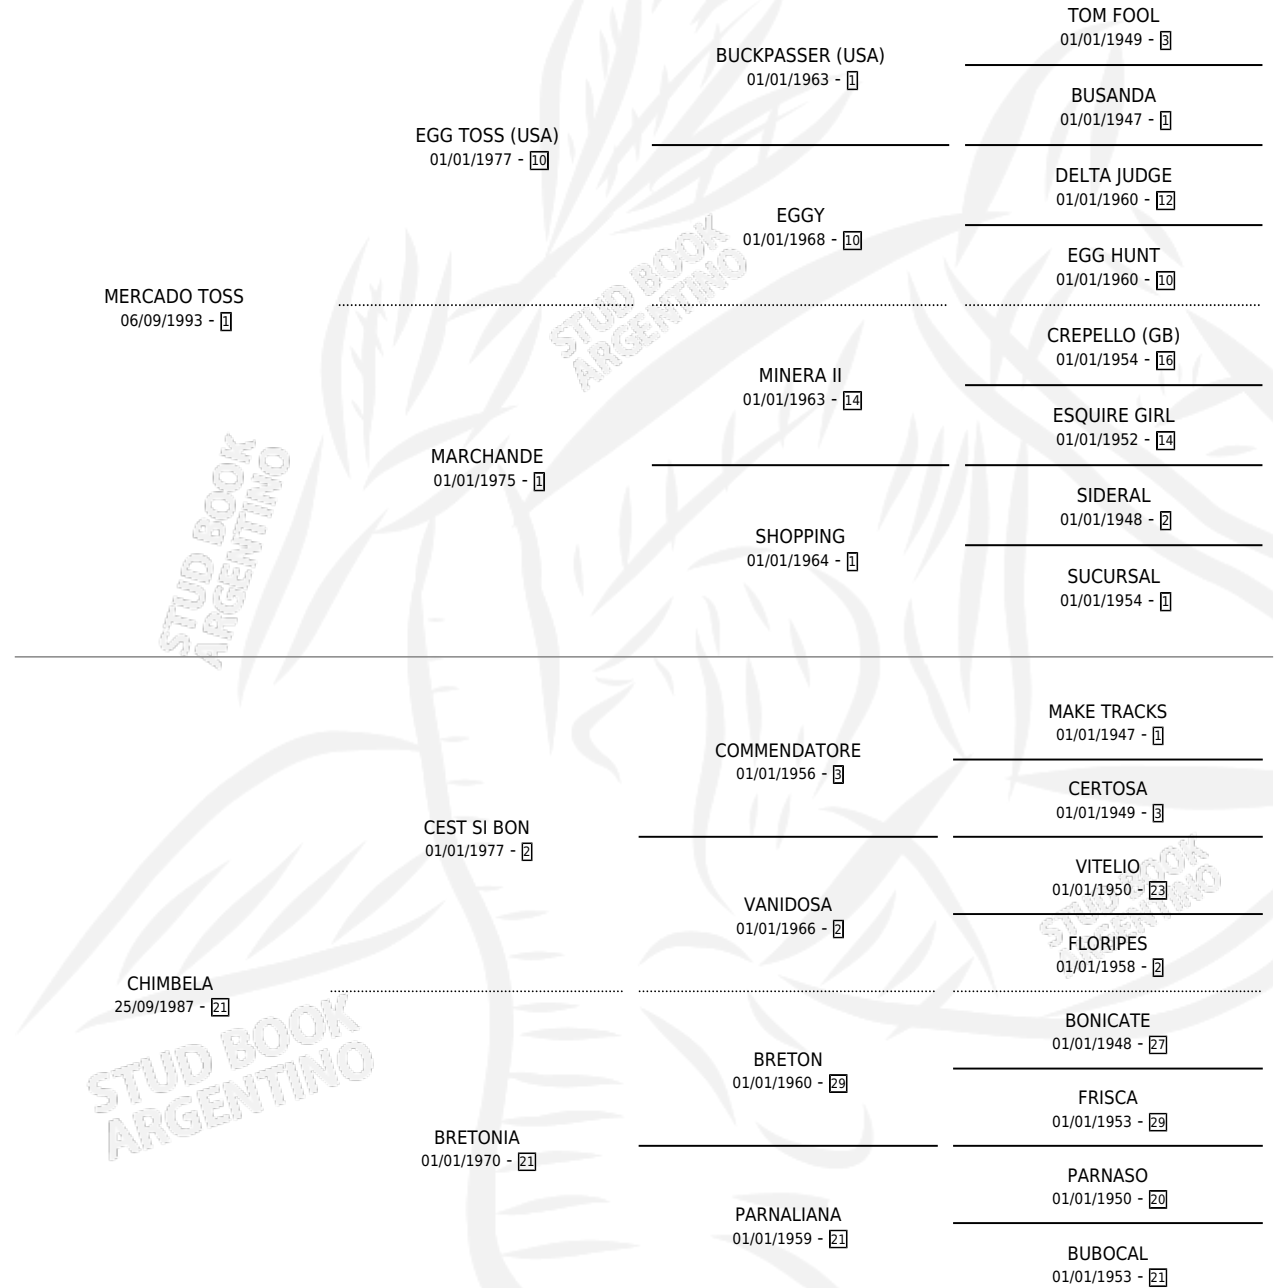 TOM FOOL
01/01/1949 - 3
BUCKPASSER (USA)
01/01/1963 - 1
BUSANDA
01/01/1947 - 1
EGG TOSS (USA)
01/01/1977 - 10
DELTA JUDGE
01/01/1960 - 12
EGGY
01/01/1968 - 10
EGG HUNT
01/01/1960 - 10
MERCADO TOSS
06/09/1993 - 1
STUD BOOK
ARGENTINO
CREPELLO (GB)
01/01/1954 - 16
MINERA II
01/01/1963 - 14
ESQUIRE GIRL
01/01/1952 - 14
MARCHANDE
01/01/1975 - 1
SIDERAL
01/01/1948 - 2
SHOPPING
01/01/1964 - 1
SUCURSAL
01/01/1954 - 1
STUD BOOK
ARGENTINO
MAKE TRACKS
01/01/1947 - 1
COMMENDATORE
01/01/1956 - 3
CERTOSA
01/01/1949 - 3
CEST SI BON
01/01/1977 - 2
VITELIO
01/01/1950 - 23
VANIDOSA
01/01/1966 - 2
STUD BOOK
ARGENTINO
FLORIPES
01/01/1958 - 2
CHIMBELA
25/09/1987 - 21
BONICATE
01/01/1948 - 27
STUD BOOK
ARGENTINO
BRETON
01/01/1960 - 29
FRISCA
01/01/1953 - 29
BRETONIA
01/01/1970 - 21
PARNASO
01/01/1950 - 20
PARNALIANA
01/01/1959 - 21
BUBOCAL
01/01/1953 - 21